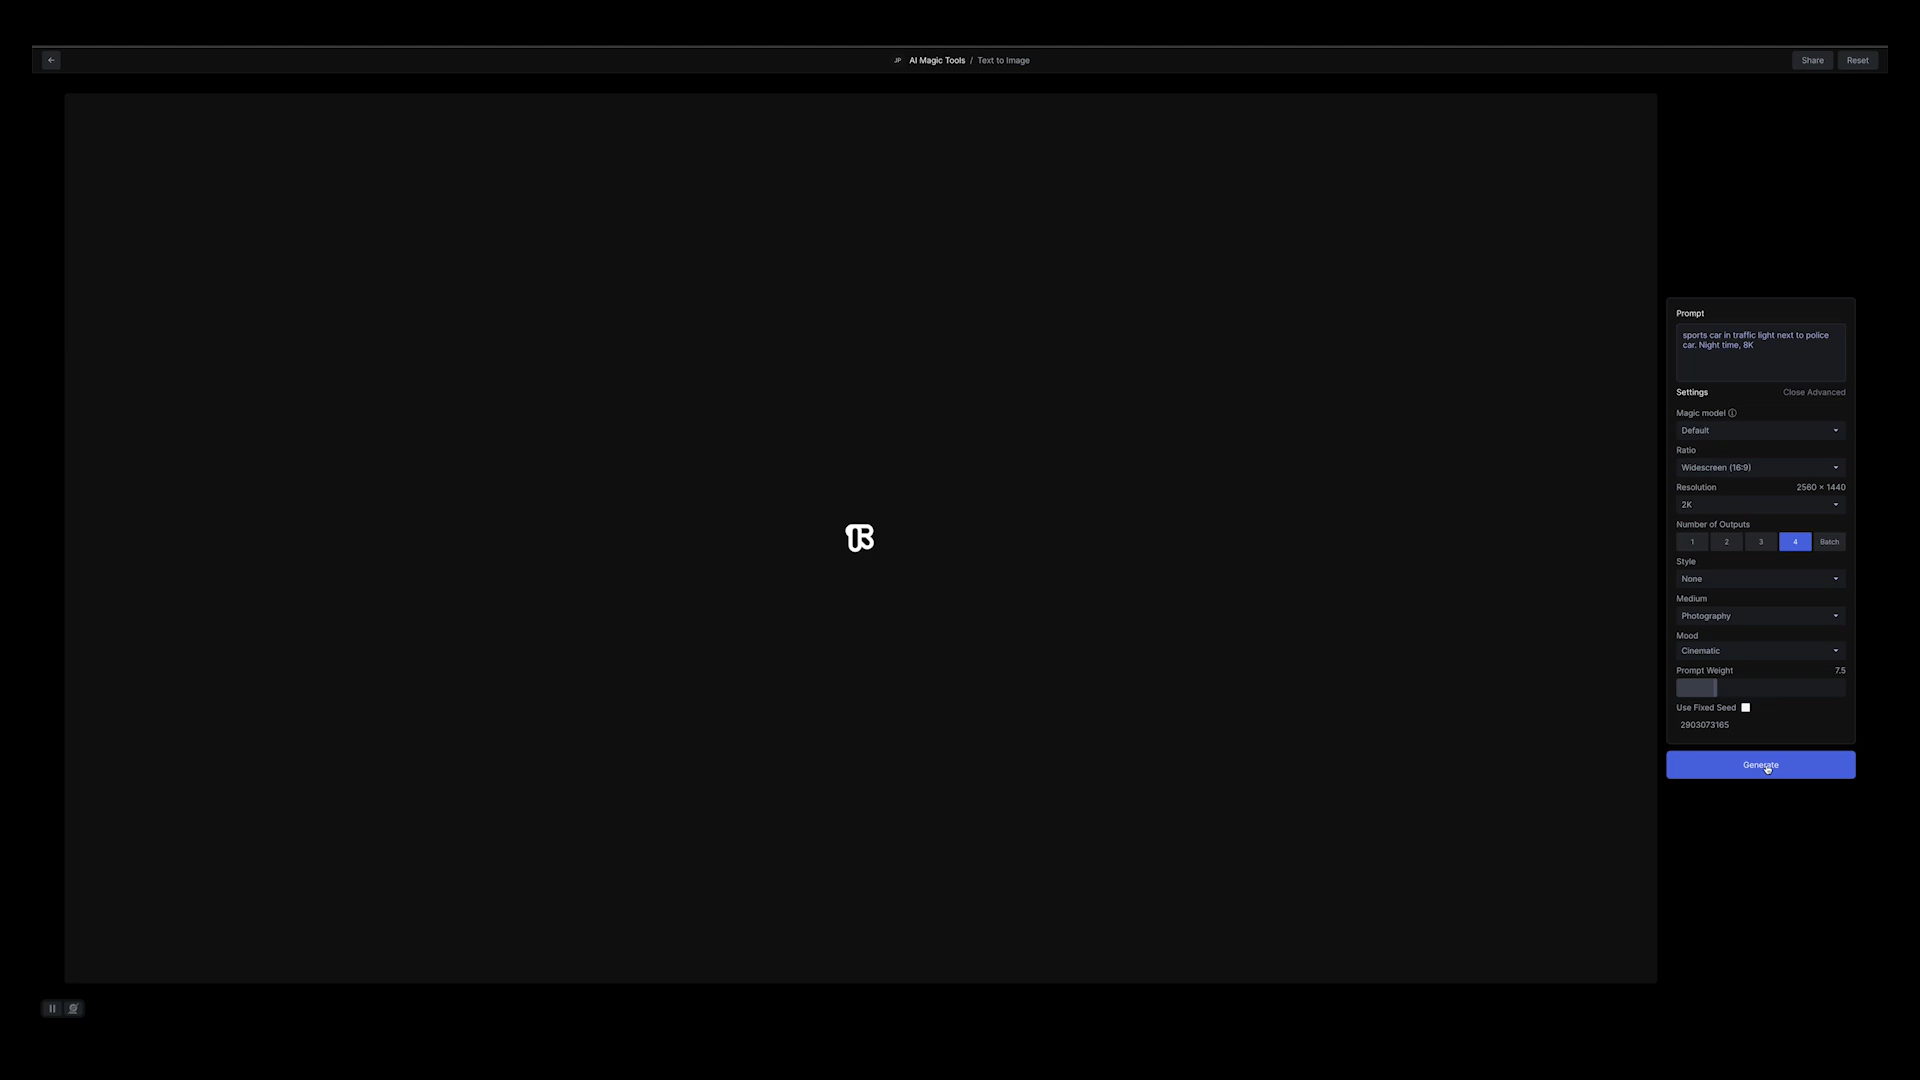 JP AI Magic Tools / Text to Image
Share
Reset
Prompt
sports car in traffic light next to police
car. Night time, 8K
Settings
Close Advanced
Magic model
Default
Ratio
Widescreen (16:9)
Resolution
2560 × 1440
2K
Number of Outputs
1
2
3
4
Batch
Style
None
Medium
Photography
Mood
Cinematic
Prompt Weight
7.5
Use Fixed Seed
2903073165
Generate